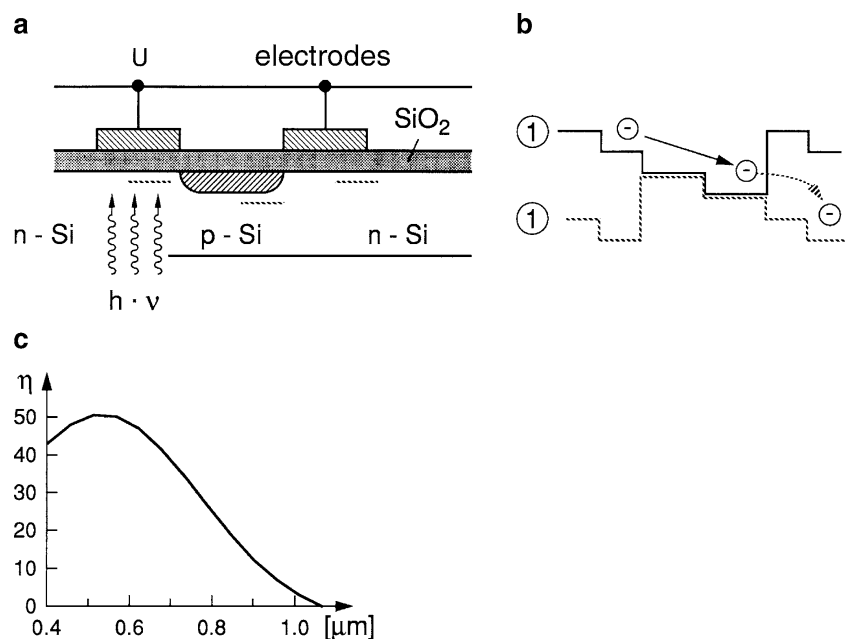 a
U
electrodes
SiO₂
n - Si
p - Si
n - Si
h · ν
b
1
-
-
1
-
c
η
50
40
30
20
10
0
0.4
0.6
0.8
1.0
[μm]